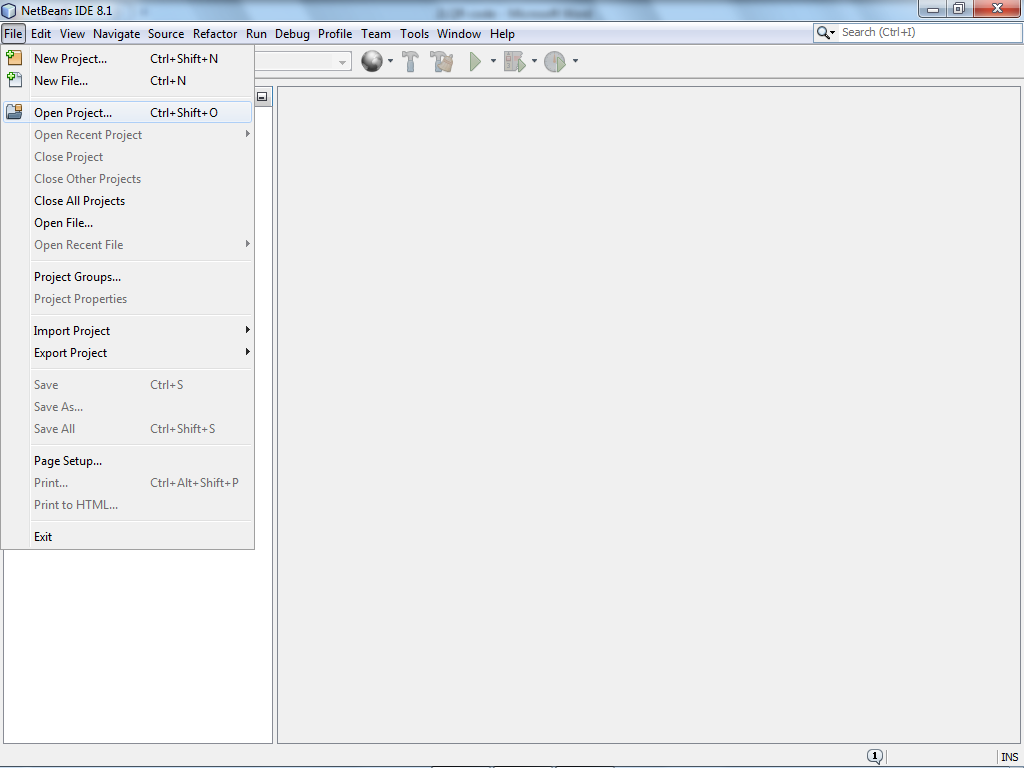 NetBeans IDE 8.1
File Edit View Navigate Source Refactor Run Debug Profile Team Tools Window Help
Search (Ctrl+I)
New Project... Ctrl+Shift+N
New File... Ctrl+N
Open Project... Ctrl+Shift+O
Open Recent Project
Close Project
Close Other Projects
Close All Projects
Open File...
Open Recent File
Project Groups...
Project Properties
Import Project
Export Project
Save Ctrl+S
Save As...
Save All Ctrl+Shift+S
Page Setup...
Print... Ctrl+Alt+Shift+P
Print to HTML...
Exit
1 INS